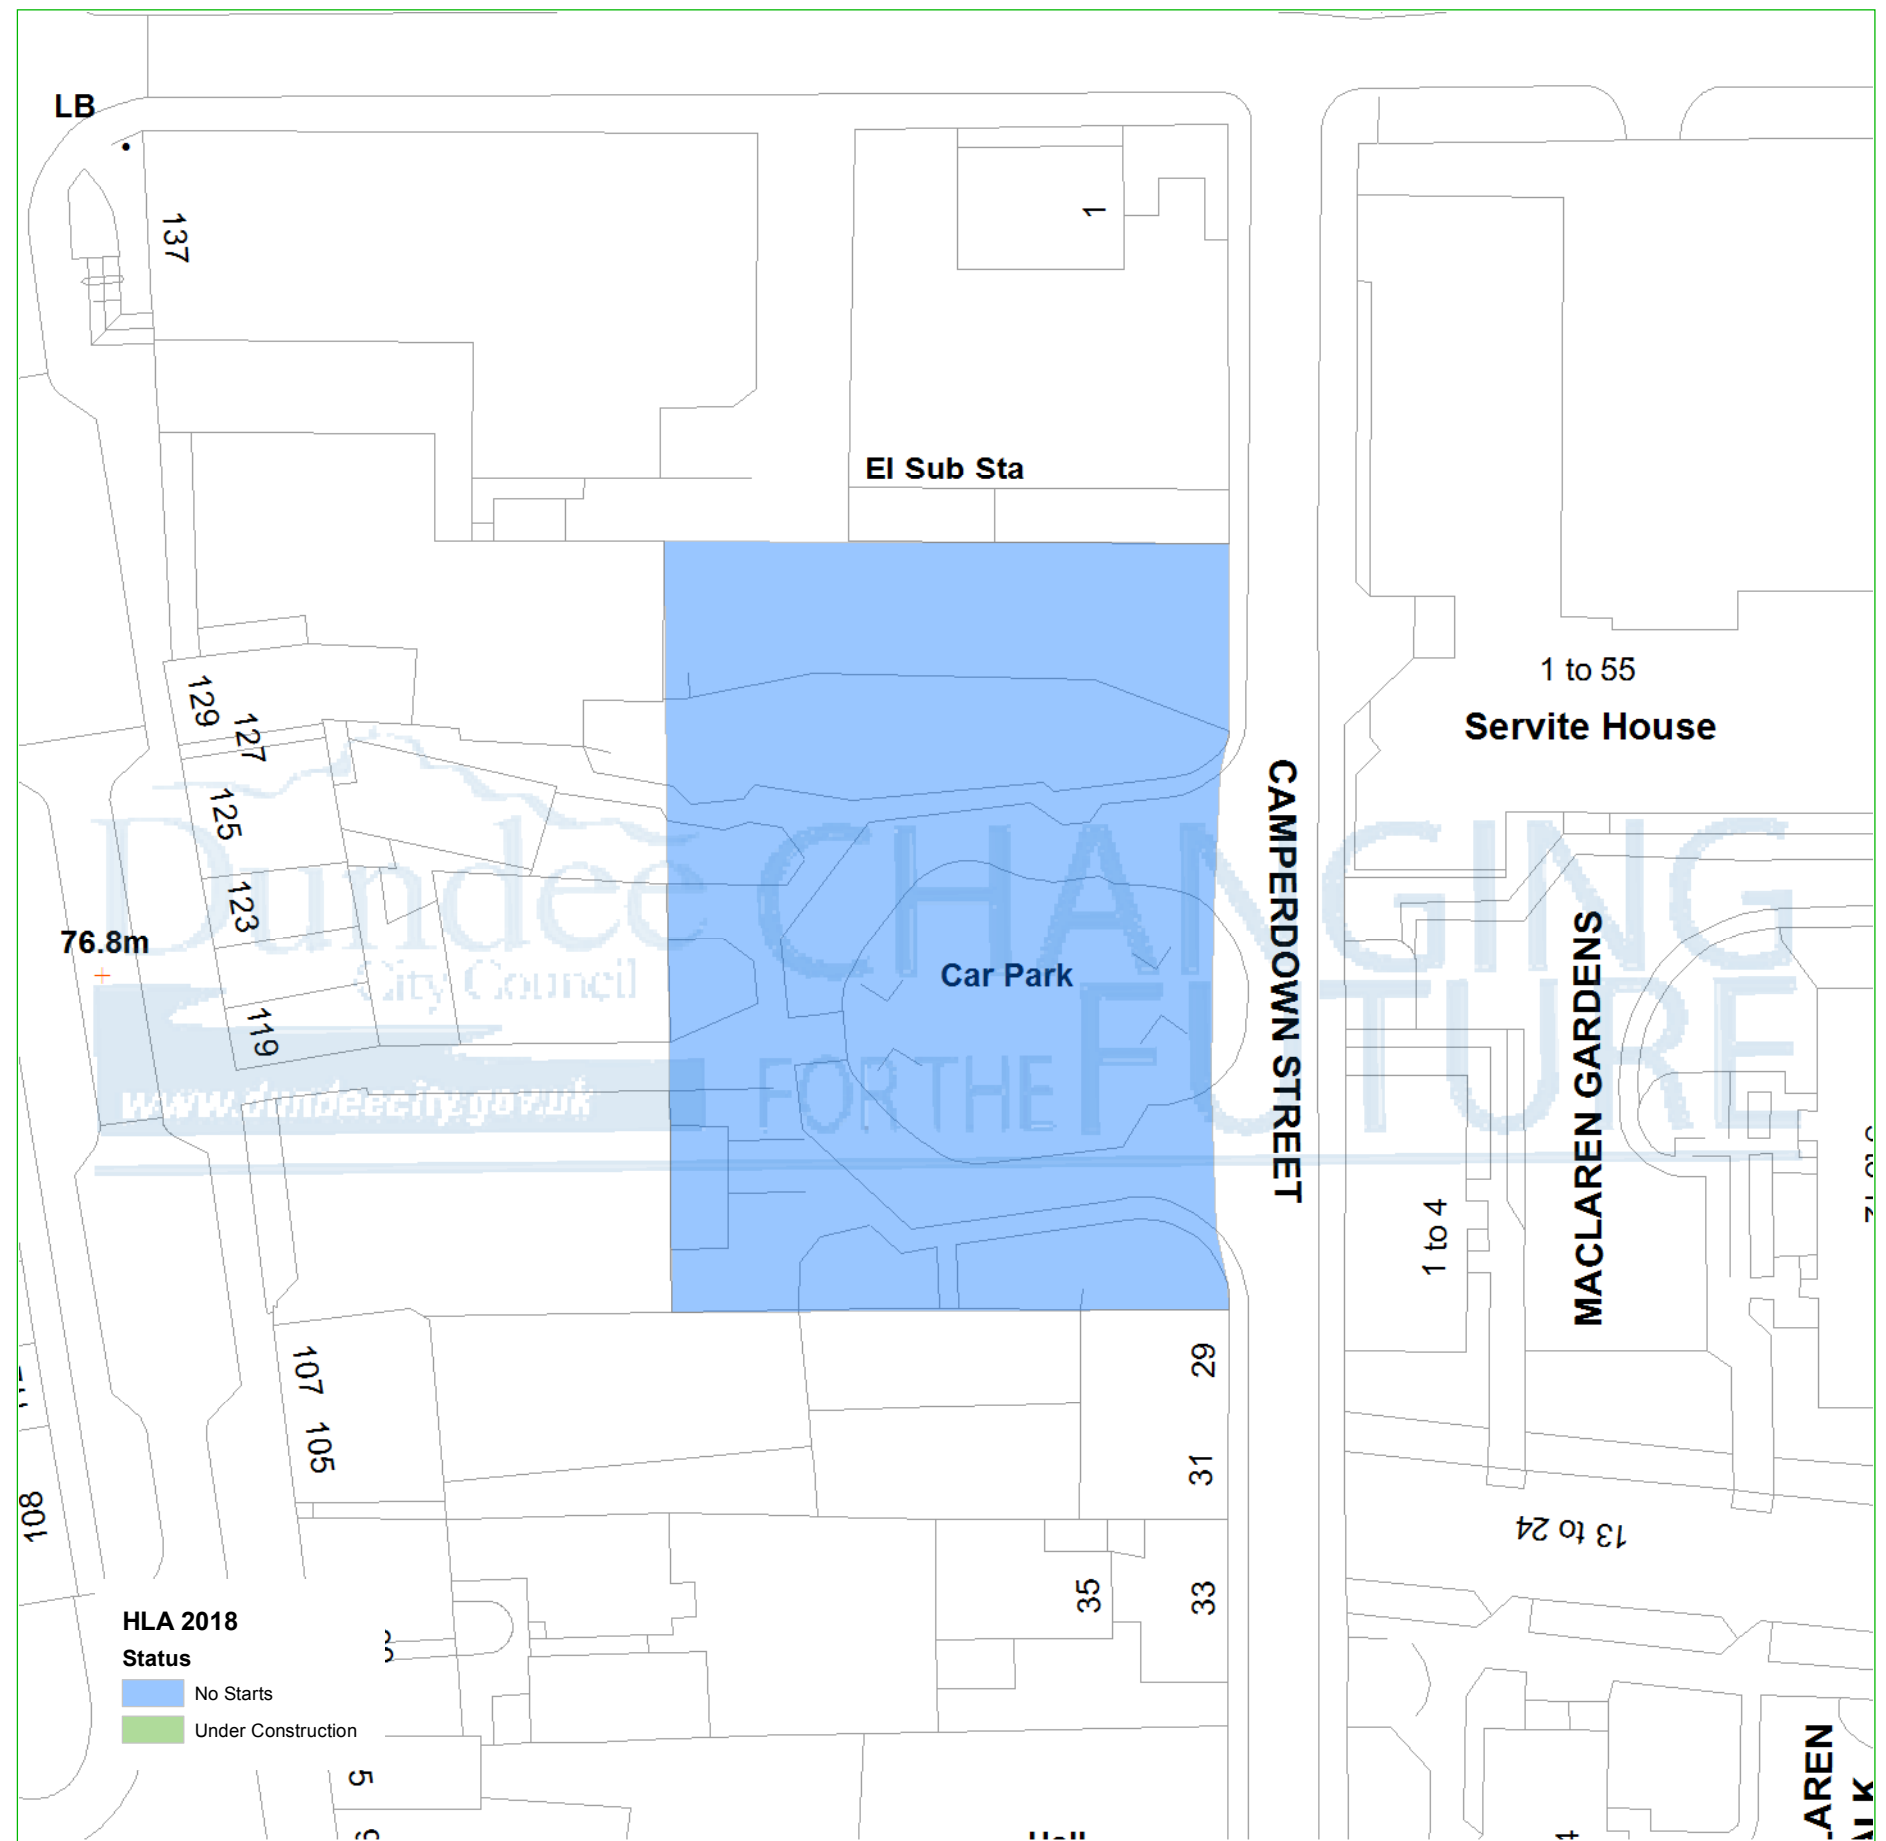 LB
137
1
El Sub Sta
1 to 55
Servite House
129
127
125
123
119
76.8m
Dundee
City Council
www.dundeecity.gov.uk
CHANGING
FOR THE FUTURE
Car Park
CAMPERDOWN STREET
MACLAREN GARDENS
1 to 4
29
31
107
105
108
13 to 24
35
33
HLA 2018
Status
No Starts
Under Construction
5